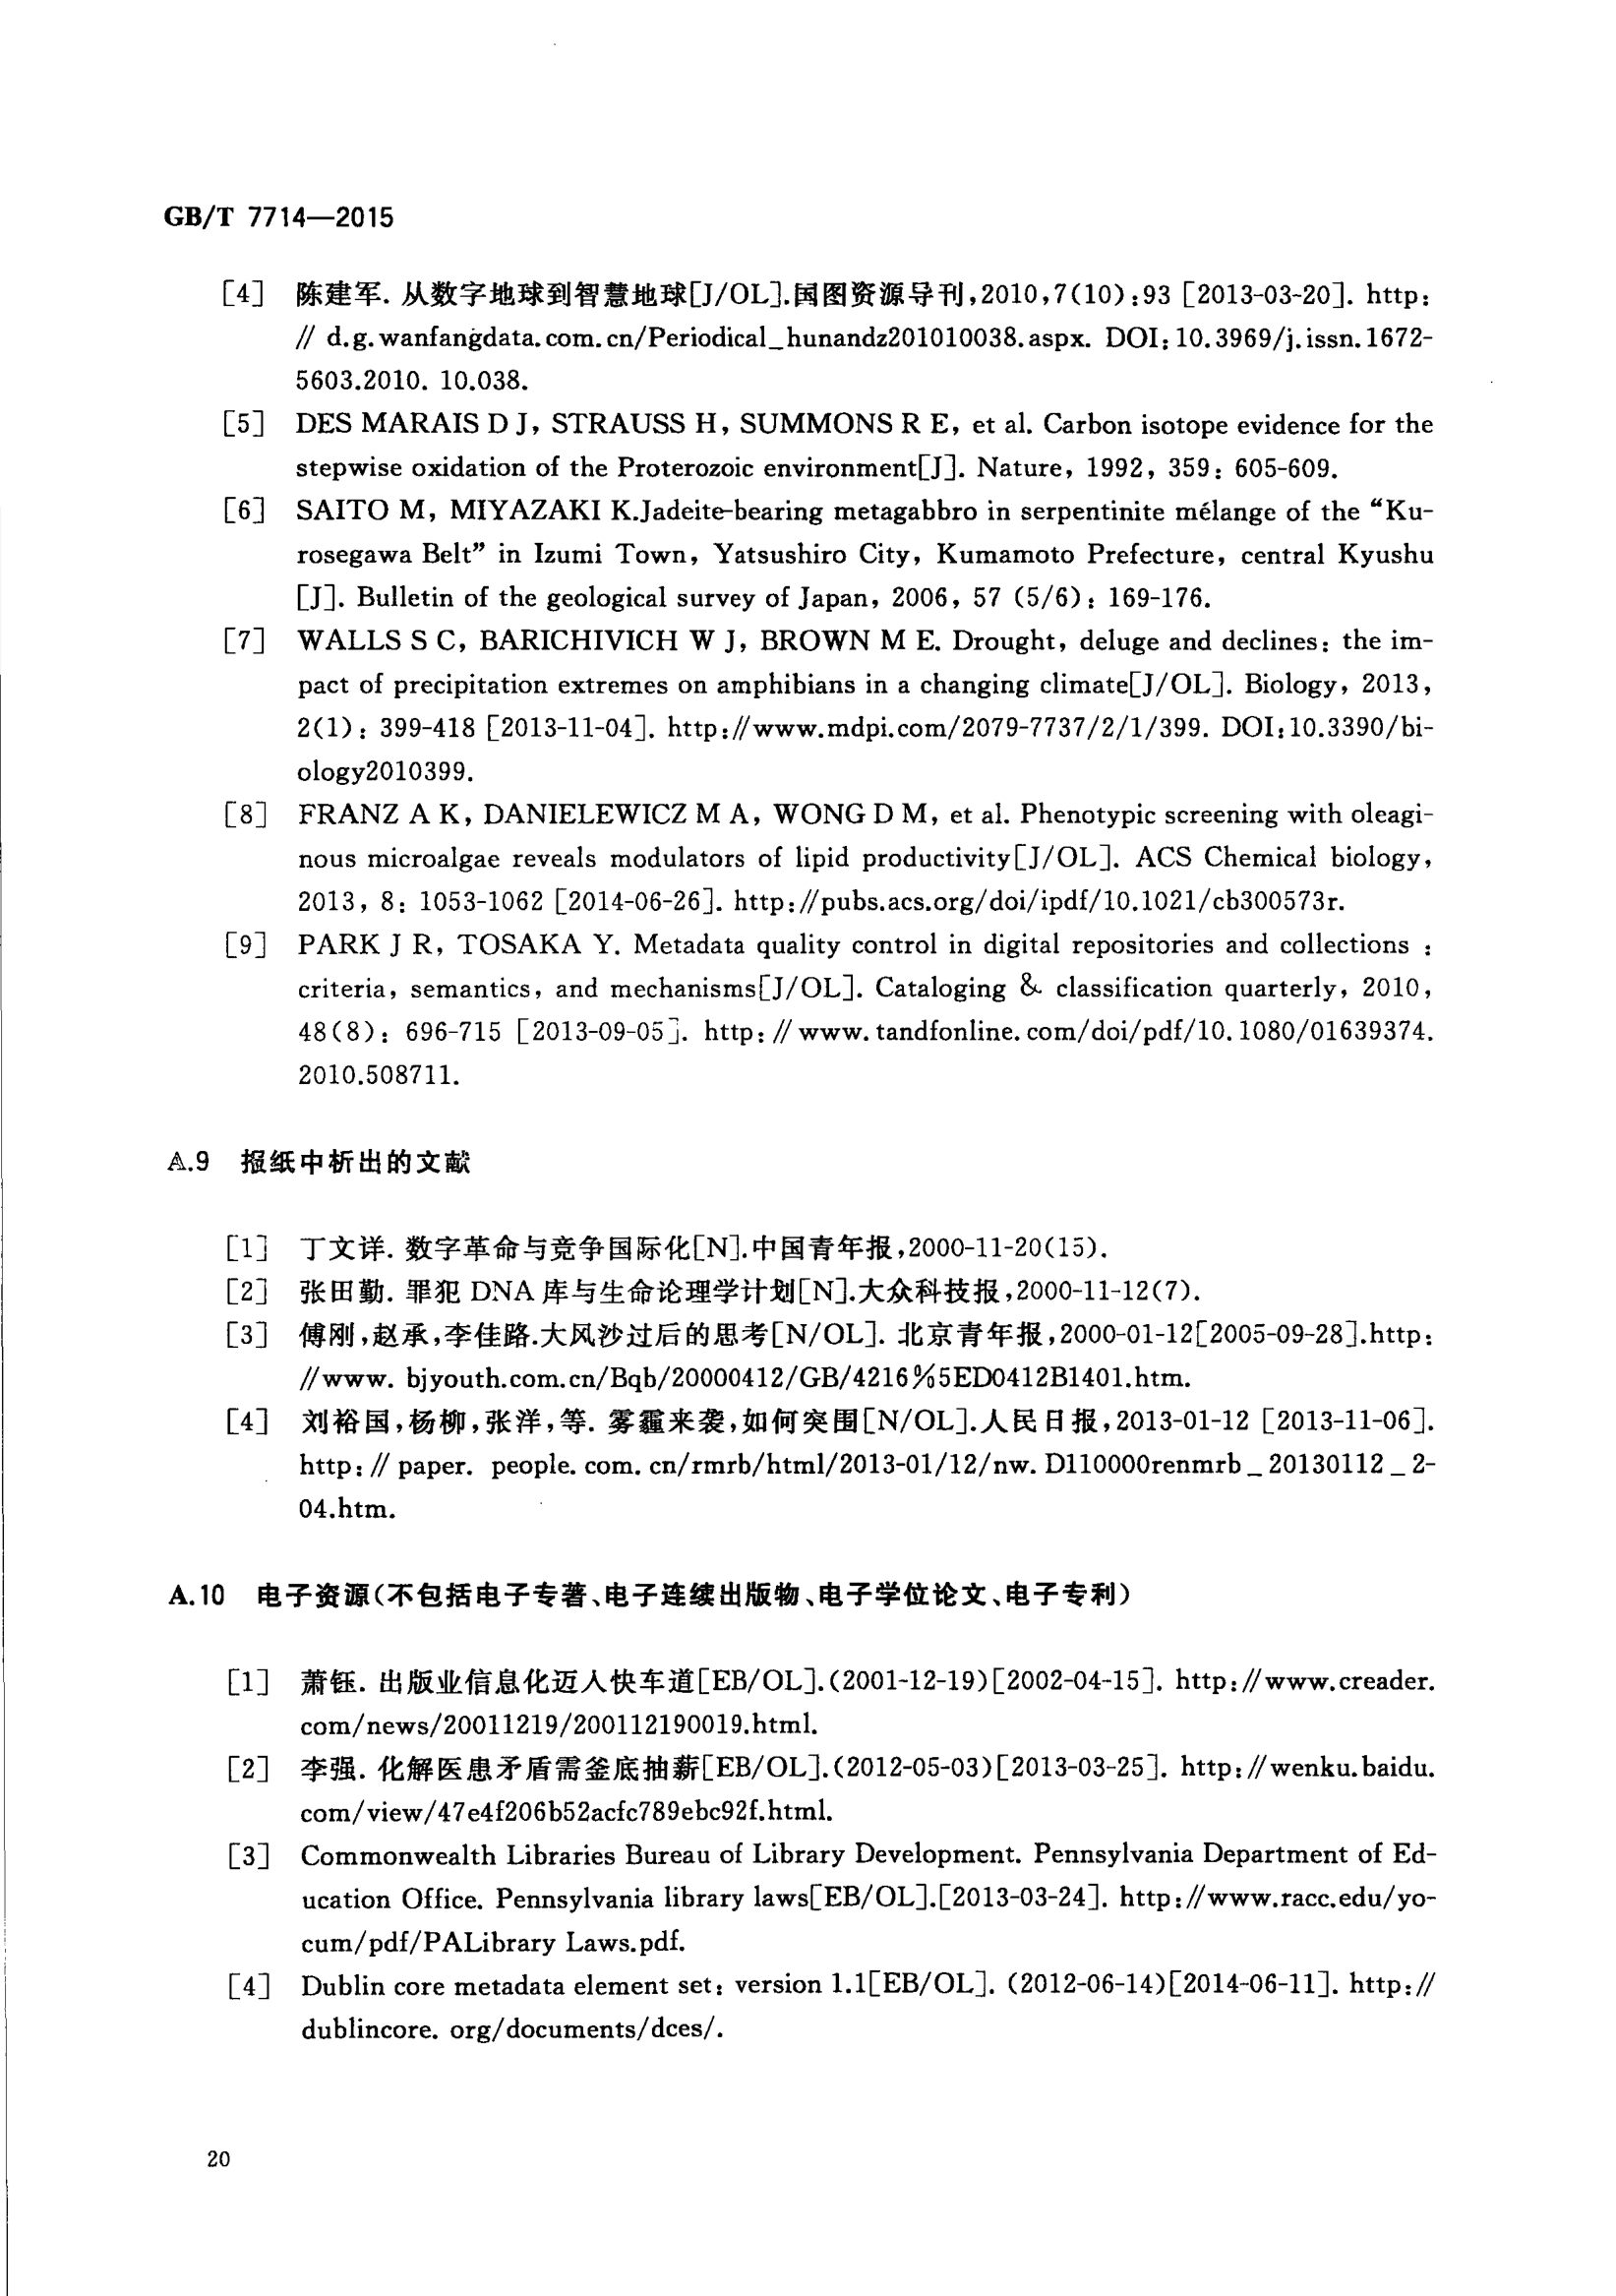 GB/T 7714—2015
[4] 陈建军. 从数字地球到智慧地球[J/OL].国图资源导刊,2010,7(10):93 [2013-03-20]. http:
// d.g.wanfangdata.com.cn/Periodical_hunandz201010038.aspx. DOI:10.3969/j.issn.1672-
5603.2010. 10.038.
[5] DES MARAIS D J, STRAUSS H, SUMMONS R E, et al. Carbon isotope evidence for the
stepwise oxidation of the Proterozoic environment[J]. Nature, 1992, 359: 605-609.
[6] SAITO M, MIYAZAKI K.Jadeite-bearing metagabbro in serpentinite mélange of the “Ku-
rosegawa Belt” in Izumi Town, Yatsushiro City, Kumamoto Prefecture, central Kyushu
[J]. Bulletin of the geological survey of Japan, 2006, 57 (5/6): 169-176.
[7] WALLS S C, BARICHIVICH W J, BROWN M E. Drought, deluge and declines: the im-
pact of precipitation extremes on amphibians in a changing climate[J/OL]. Biology, 2013,
2(1): 399-418 [2013-11-04]. http://www.mdpi.com/2079-7737/2/1/399. DOI:10.3390/bi-
ology2010399.
[8] FRANZ A K, DANIELEWICZ M A, WONG D M, et al. Phenotypic screening with oleagi-
nous microalgae reveals modulators of lipid productivity[J/OL]. ACS Chemical biology,
2013, 8: 1053-1062 [2014-06-26]. http://pubs.acs.org/doi/ipdf/10.1021/cb300573r.
[9] PARK J R, TOSAKA Y. Metadata quality control in digital repositories and collections :
criteria, semantics, and mechanisms[J/OL]. Cataloging & classification quarterly, 2010,
48(8): 696-715 [2013-09-05]. http: // www. tandfonline. com/doi/pdf/10. 1080/01639374.
2010.508711.
A.9 报纸中析出的文献
[1] 丁文详. 数字革命与竞争国际化[N].中国青年报,2000-11-20(15).
[2] 张田勤. 罪犯 DNA 库与生命论理学计划[N].大众科技报,2000-11-12(7).
[3] 傅刚,赵承,李佳路.大风沙过后的思考[N/OL]. 北京青年报,2000-01-12[2005-09-28].http:
//www. bjyouth.com.cn/Bqb/20000412/GB/4216%5ED0412B1401.htm.
[4] 刘裕国,杨柳,张洋,等. 雾霾来袭,如何突围[N/OL].人民日报,2013-01-12 [2013-11-06].
http: // paper. people. com. cn/rmrb/html/2013-01/12/nw. D110000renmrb _ 20130112 _ 2-
04.htm.
A.10 电子资源(不包括电子专著、电子连续出版物、电子学位论文、电子专利)
[1] 萧钰. 出版业信息化迈人快车道[EB/OL].(2001-12-19)[2002-04-15]. http://www.creader.
com/news/20011219/200112190019.html.
[2] 李强. 化解医患矛盾需釜底抽薪[EB/OL].(2012-05-03)[2013-03-25]. http://wenku.baidu.
com/view/47e4f206b52acfc789ebc92f.html.
[3] Commonwealth Libraries Bureau of Library Development. Pennsylvania Department of Ed-
ucation Office. Pennsylvania library laws[EB/OL].[2013-03-24]. http://www.racc.edu/yo-
cum/pdf/PALibrary Laws.pdf.
[4] Dublin core metadata element set: version 1.1[EB/OL]. (2012-06-14)[2014-06-11]. http://
dublincore. org/documents/dces/.
20